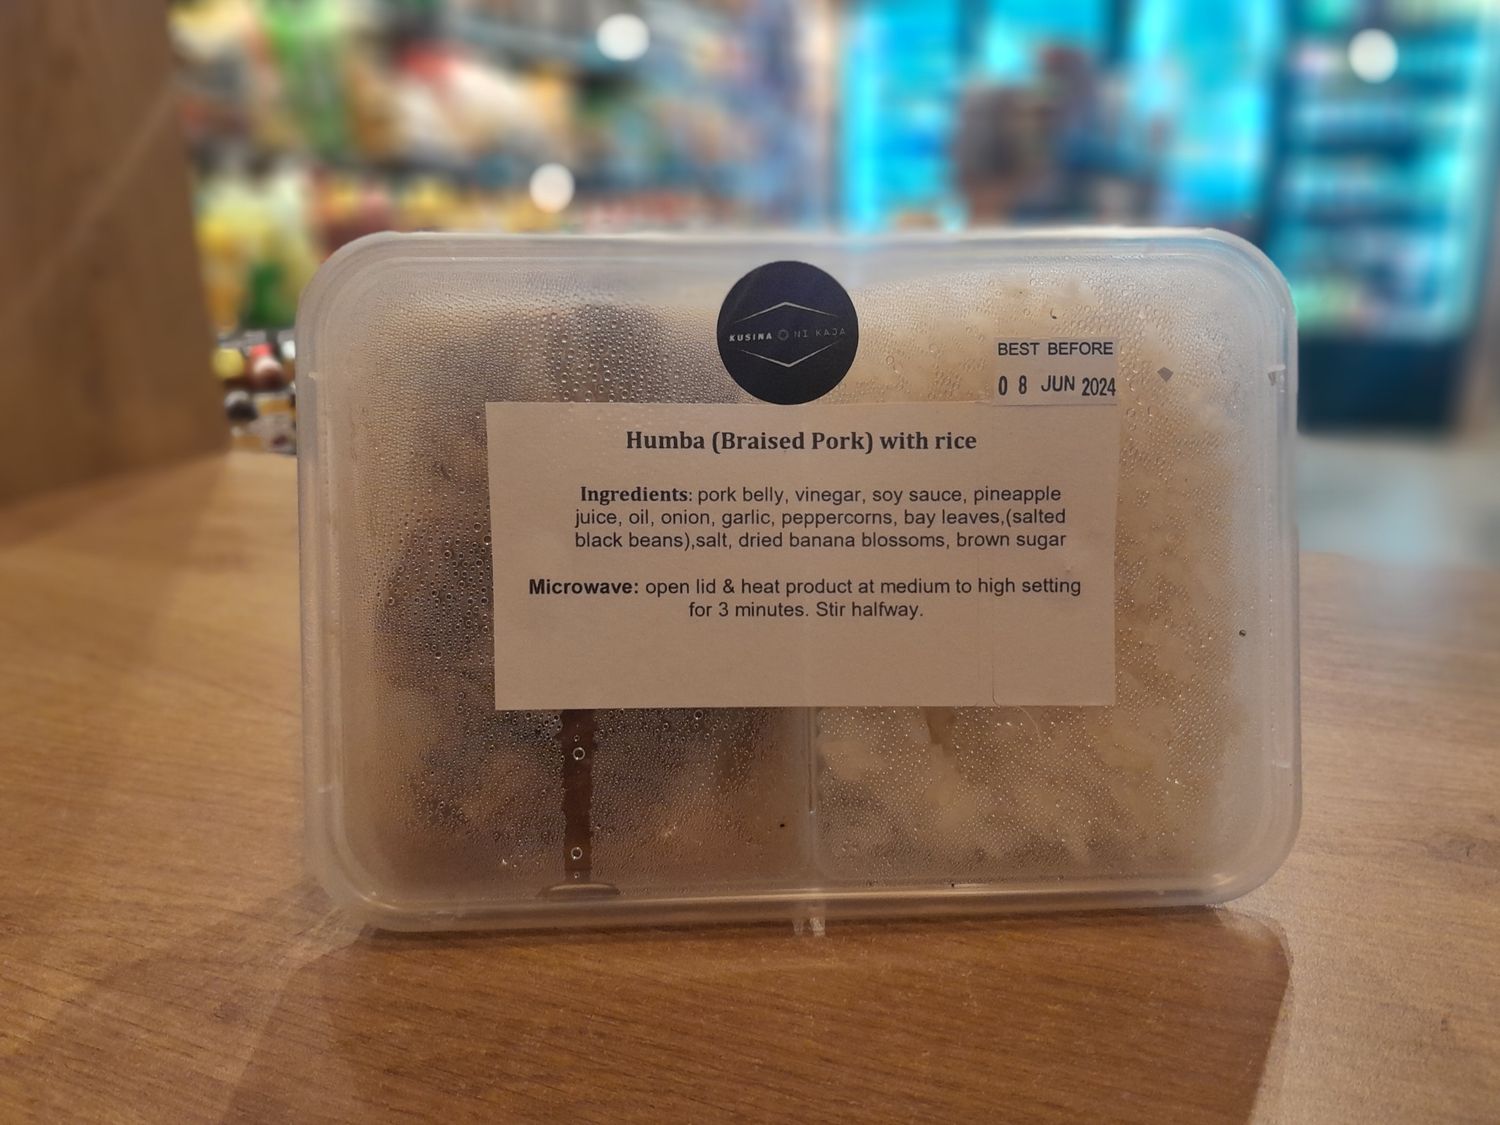 KUSINA NI KAJA
BEST BEFORE
08 JUN 2024
Humba (Braised Pork) with rice
Ingredients: pork belly, vinegar, soy sauce, pineapple
juice, oil, onion, garlic, peppercorns, bay leaves,(salted
black beans),salt, dried banana blossoms, brown sugar
Microwave: open lid & heat product at medium to high setting
for 3 minutes. Stir halfway.